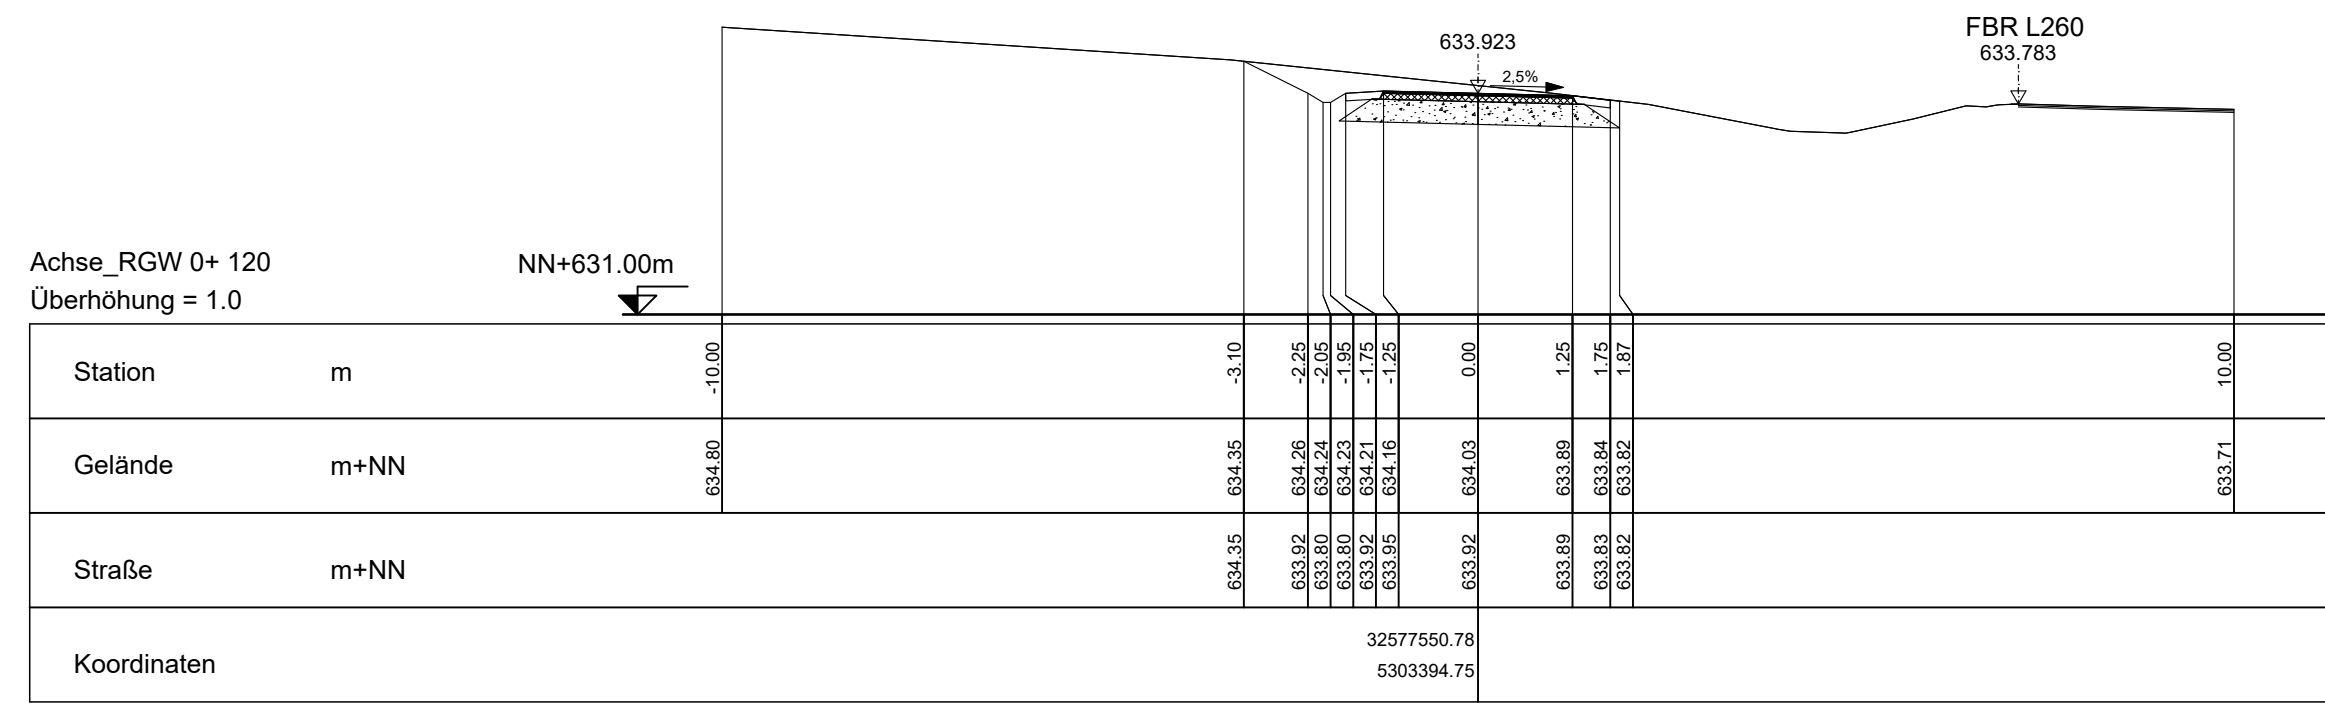 FBR L260
633.923
633.783
2,5%
Achse_RGW 0+ 120
NN+631.00m
Überhöhung = 1.0
Station m -10.00 -3.10 -2.25 -2.05 -1.95 -1.75 -1.25 0.00 1.25 1.75 1.87 10.00
Gelände m+NN 634.80 634.35 634.26 634.24 634.23 634.21 634.16 634.03 633.89 633.84 633.82 633.71
Straße m+NN 634.35 633.92 633.80 633.80 633.92 633.95 633.92 633.89 633.83 633.82
32577550.78
Koordinaten
5303394.75